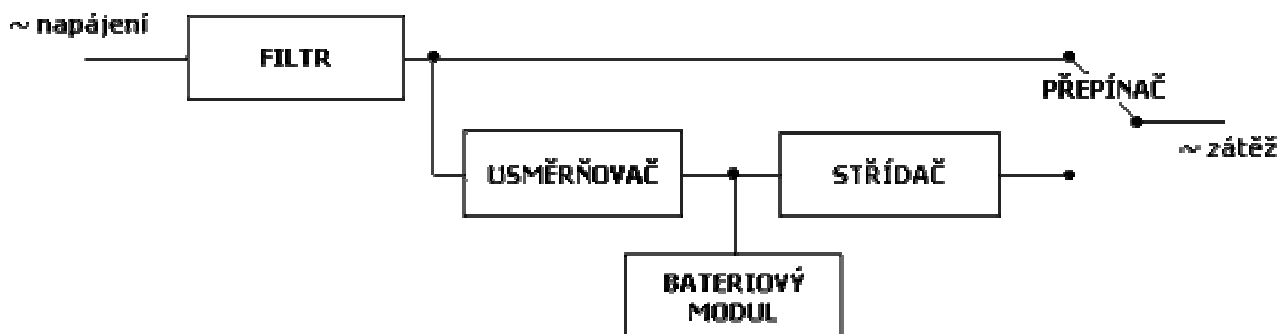 ~ napájení
FILTR
PŘEPÍNAČ
~ zátěž
USMĚRŇOVAČ
STŘÍDAČ
BATERIOVÝ
MODUL